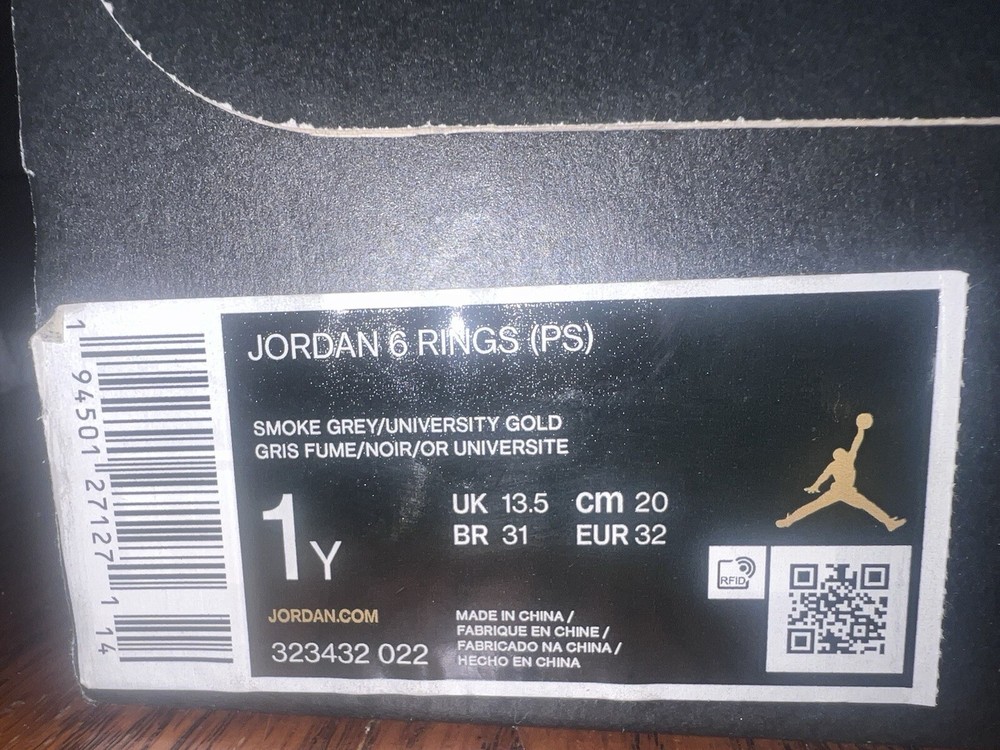 1 94501 27127 1 14
JORDAN 6 RINGS (PS)
SMOKE GREY/UNIVERSITY GOLD
GRIS FUME/NOIR/OR UNIVERSITE
1Y
UK 13.5 cm 20
BR 31 EUR 32
RFID
JORDAN.COM
323432 022
MADE IN CHINA /
FABRIQUE EN CHINE /
FABRICADO NA CHINA /
HECHO EN CHINA